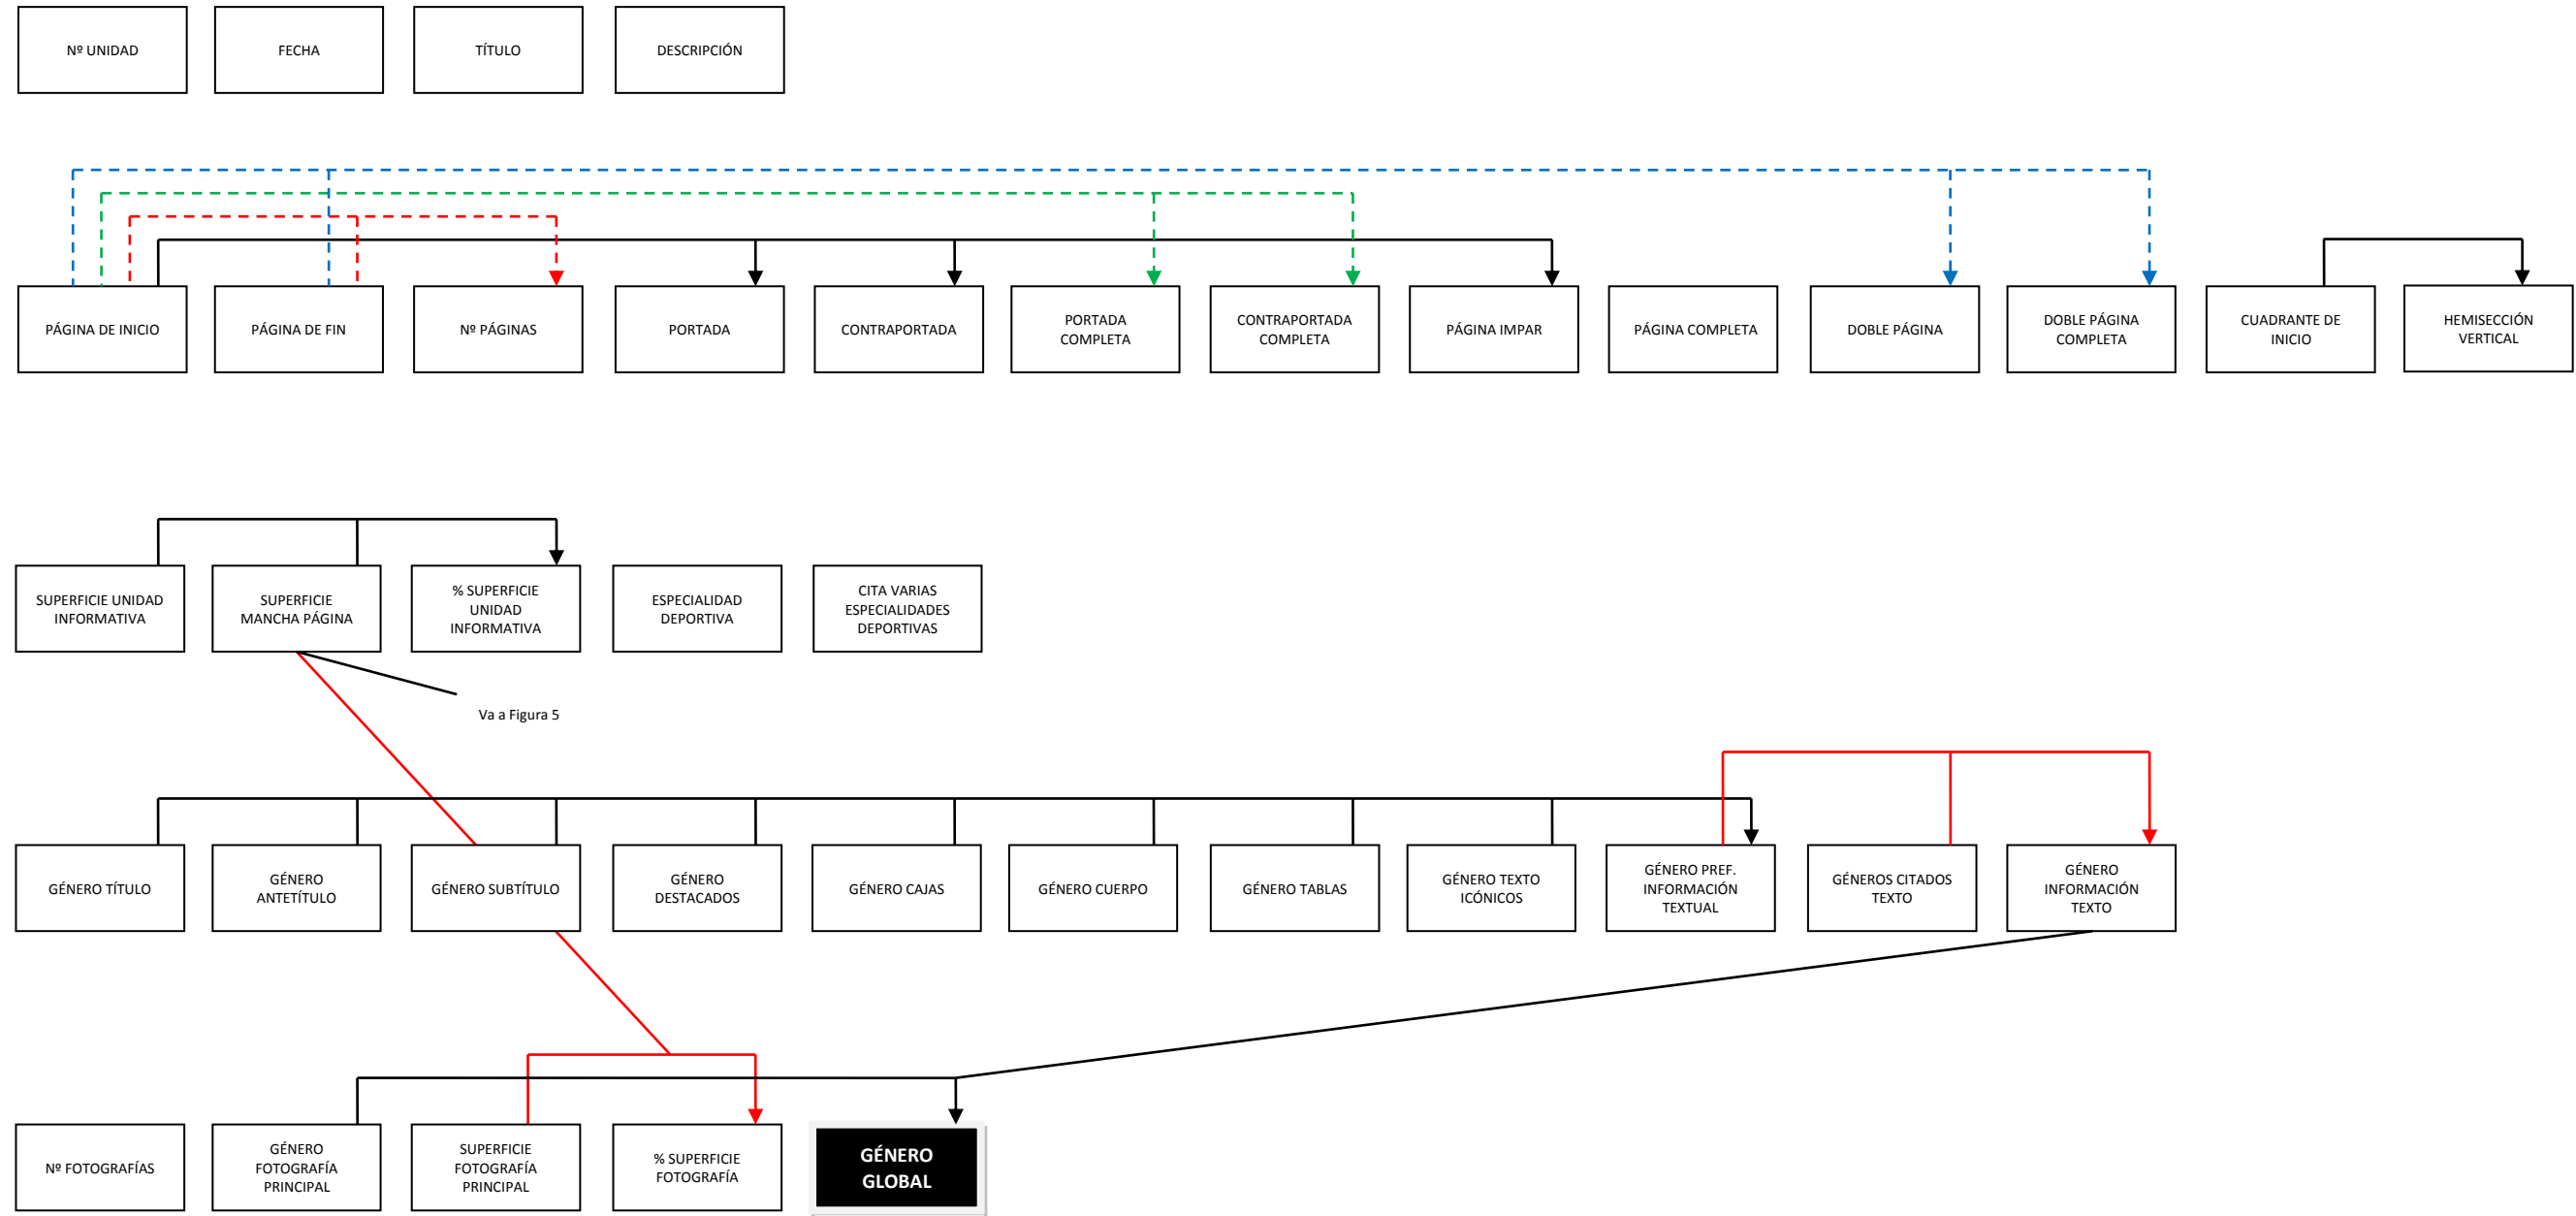 Nº UNIDAD
FECHA
TÍTULO
DESCRIPCIÓN
PÁGINA DE INICIO
PÁGINA DE FIN
Nº PÁGINAS
PORTADA
CONTRAPORTADA
PORTADA
COMPLETA
CONTRAPORTADA
COMPLETA
PÁGINA IMPAR
PÁGINA COMPLETA
DOBLE PÁGINA
DOBLE PÁGINA
COMPLETA
CUADRANTE DE
INICIO
HEMISECCIÓN
VERTICAL
SUPERFICIE UNIDAD
INFORMATIVA
SUPERFICIE
MANCHA PÁGINA
% SUPERFICIE
UNIDAD
INFORMATIVA
ESPECIALIDAD
DEPORTIVA
CITA VARIAS
ESPECIALIDADES
DEPORTIVAS
Va a Figura 5
GÉNERO TÍTULO
GÉNERO
ANTETÍTULO
GÉNERO SUBTÍTULO
GÉNERO
DESTACADOS
GÉNERO CAJAS
GÉNERO CUERPO
GÉNERO TABLAS
GÉNERO TEXTO
ICÓNICOS
GÉNERO PREF.
INFORMACIÓN
TEXTUAL
GÉNEROS CITADOS
TEXTO
GÉNERO
INFORMACIÓN
TEXTO
Nº FOTOGRAFÍAS
GÉNERO
FOTOGRAFÍA
PRINCIPAL
SUPERFICIE
FOTOGRAFÍA
PRINCIPAL
% SUPERFICIE
FOTOGRAFÍA
GÉNERO
GLOBAL